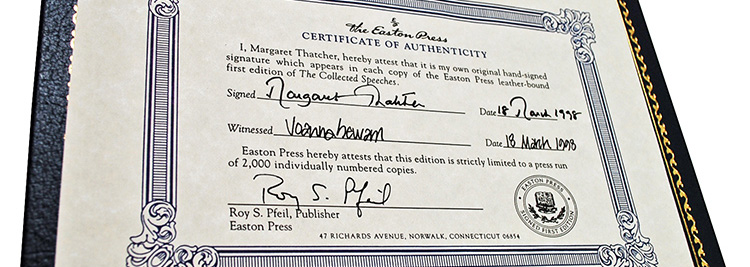 The Easton Press
CERTIFICATE OF AUTHENTICITY
I, Margaret Thatcher, hereby attest that it is my own original hand-signed
signature which appears in each copy of the Easton Press leather-bound
first edition of The Collected Speeches.
Signed Margaret Thatcher Date 18 March 1998
Witnessed Date 18 March 1998
Easton Press hereby attests that this edition is strictly limited to a press run
of 2,000 individually numbered copies.
Roy S. Pfeil
Roy S. Pfeil, Publisher
Easton Press
EASTON PRESS
SIGNED FIRST EDITION
47 RICHARDS AVENUE, NORWALK, CONNECTICUT 06854